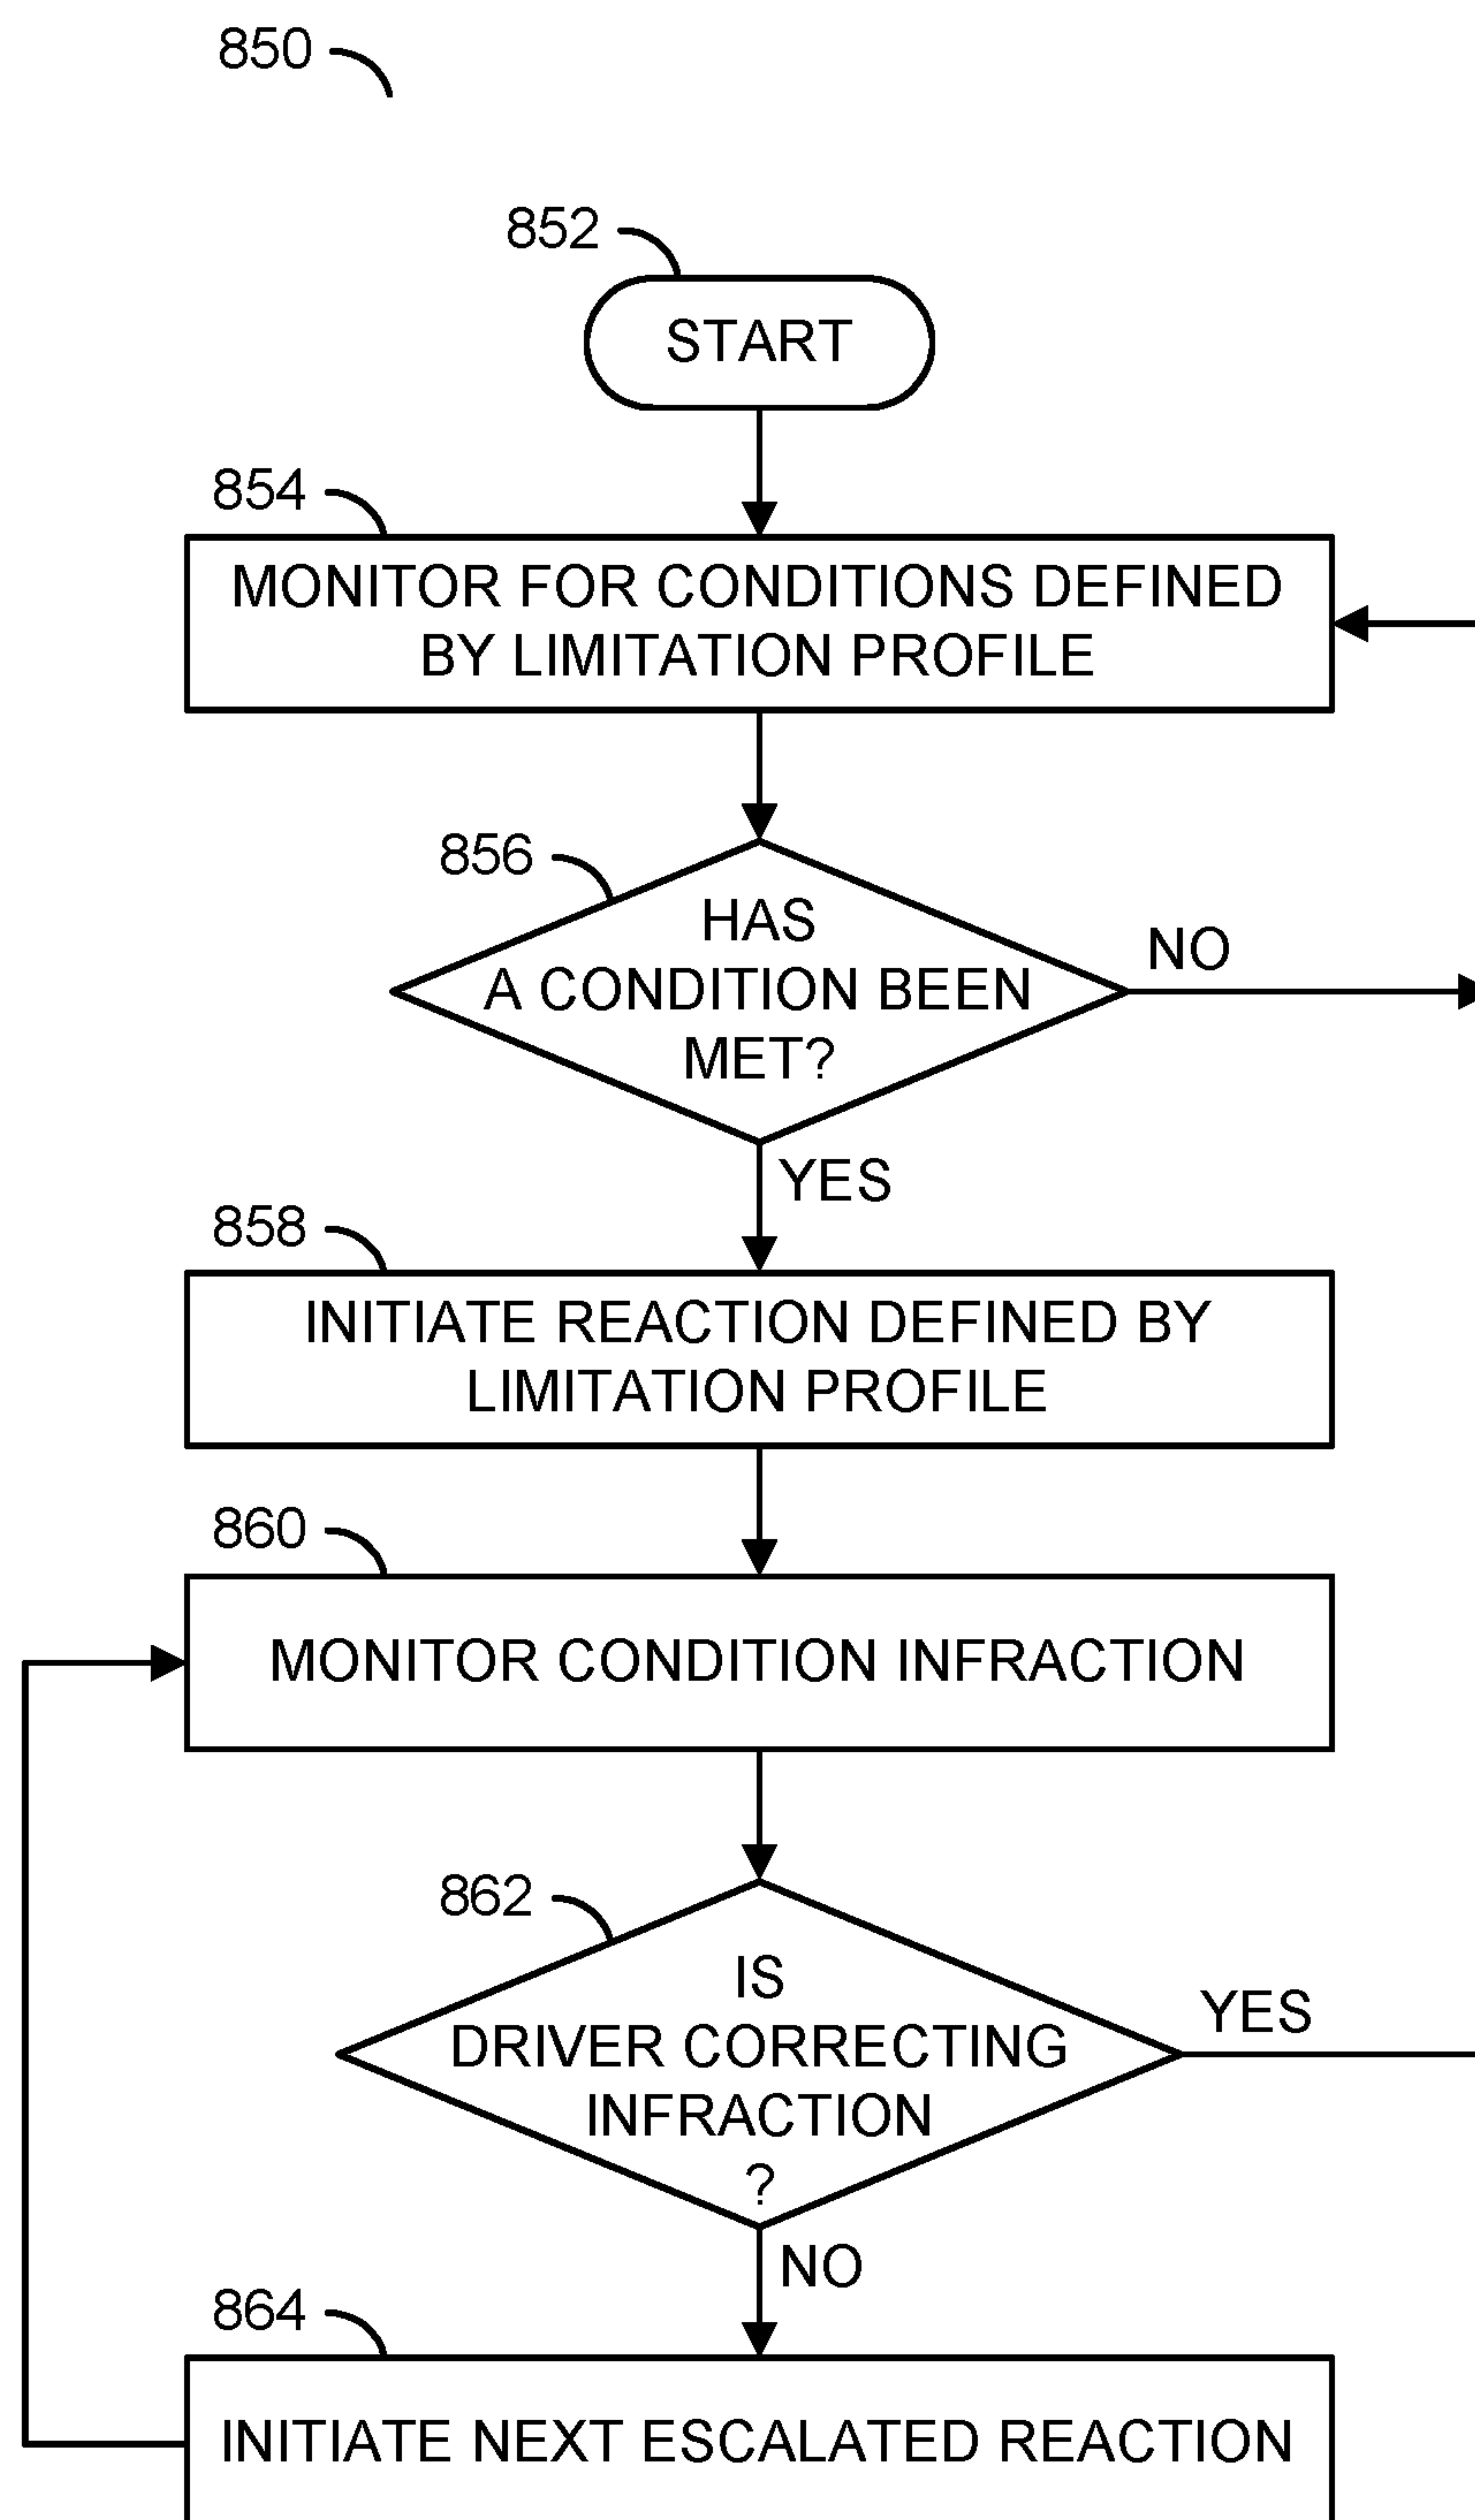 850
852
START
854
MONITOR FOR CONDITIONS DEFINED
BY LIMITATION PROFILE
856
HAS
A CONDITION BEEN
MET?
NO
YES
858
INITIATE REACTION DEFINED BY
LIMITATION PROFILE
860
MONITOR CONDITION INFRACTION
862
IS
DRIVER CORRECTING
INFRACTION
?
YES
NO
864
INITIATE NEXT ESCALATED REACTION